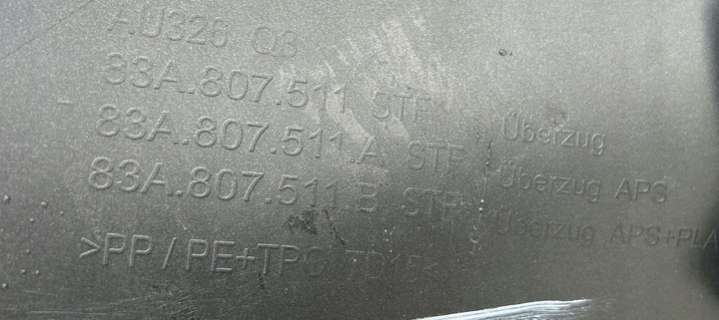 AU326 Q3
83A.807.511 STF Überzug
83A.807.511.A STF Überzug APS
83A.807.511 B STF Überzug APS+PLA
>PP/PE+TPO TD15<